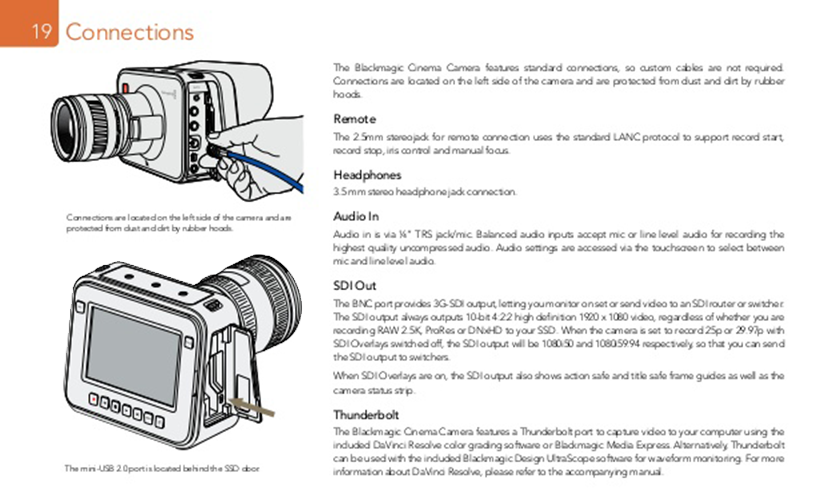 19 Connections
The Blackmagic Cinema Camera features standard connections, so custom cables are not required.
Connections are located on the left side of the camera and are protected from dust and dirt by rubber
hoods.
Remote
The 2.5mm stereo jack for remote connection uses the standard LANC protocol to support record start,
record stop, iris control and manual focus.
Headphones
3.5mm stereo headphone jack connection.
Connections are located on the left side of the camera and are
protected from dust and dirt by rubber hoods.
Audio In
Audio in is via ¼" TRS jack/mic. Balanced audio inputs accept mic or line level audio for recording the
highest quality uncompressed audio. Audio settings are accessed via the touchscreen to select between
mic and line level audio.
SDI Out
The BNC port provides 3G-SDI output, letting you monitor on set or send video to an SDI router or switcher.
The SDI output always outputs 10-bit 4:2:2 high definition 1920 x 1080 video, regardless of whether you are
recording RAW 2.5K, ProRes or DNxHD to your SSD. When the camera is set to record 25p or 29.97p with
SDI Overlays switched off, the SDI output will be 1080i50 and 1080i59.94 respectively, so that you can send
the SDI output to switchers.
When SDI Overlays are on, the SDI output also shows action safe and title safe frame guides as well as the
camera status strip.
Thunderbolt
The Blackmagic Cinema Camera features a Thunderbolt port to capture video to your computer using the
included DaVinci Resolve color grading software or Blackmagic Media Express. Alternatively, Thunderbolt
can be used with the included Blackmagic Design UltraScope software for waveform monitoring. For more
information about DaVinci Resolve, please refer to the accompanying manual.
The mini-USB 2.0 port is located behind the SSD door